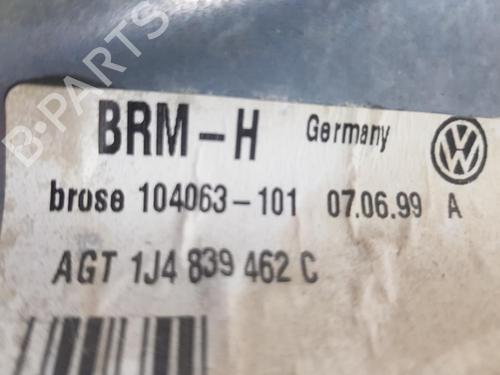 B-PARTS
BRM-H Germany
brose 104063-101 07.06.99 A
AGT 1J4 839 462 C